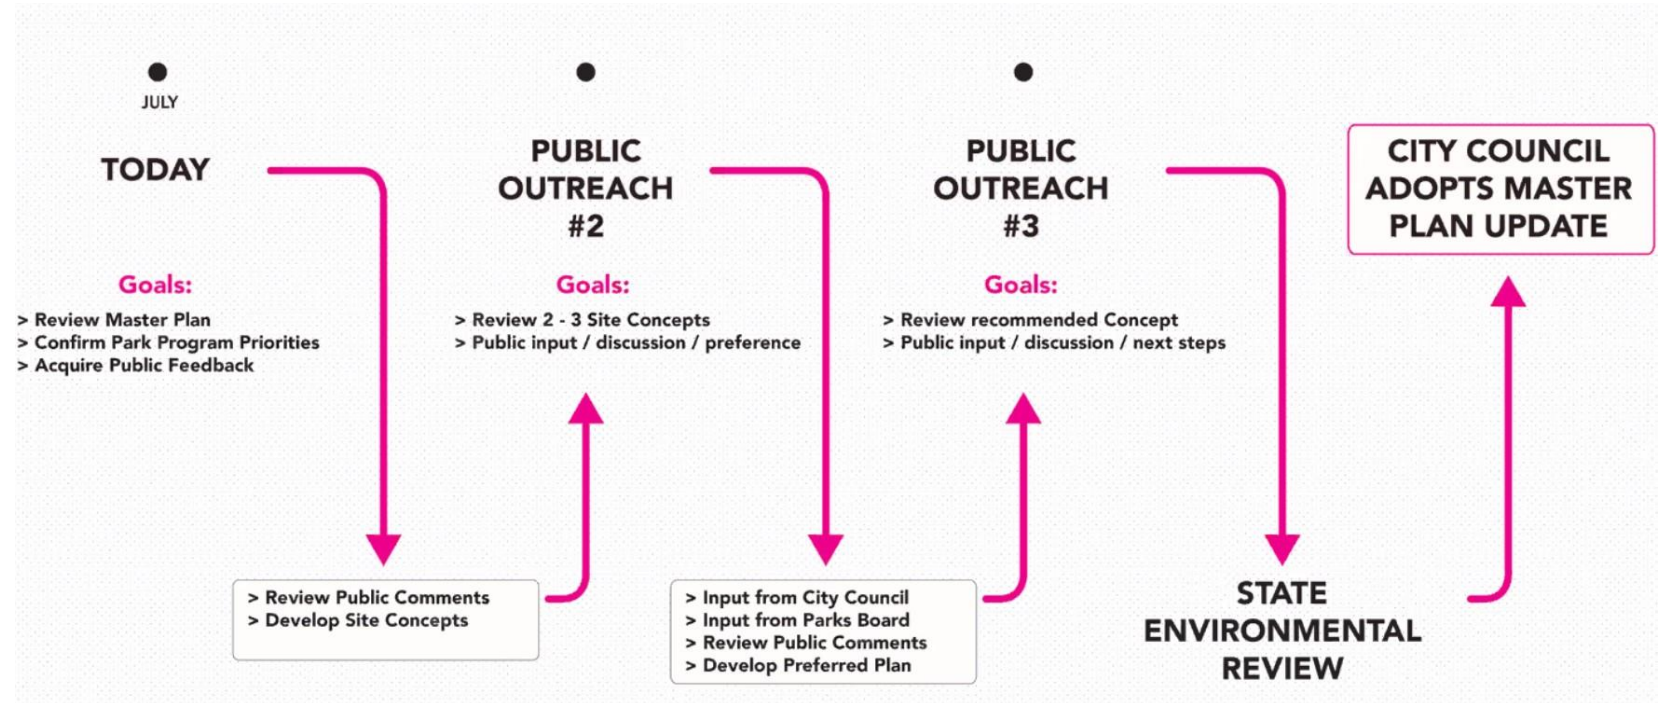 JULY
TODAY
Goals:
> Review Master Plan
> Confirm Park Program Priorities
> Acquire Public Feedback
> Review Public Comments
> Develop Site Concepts
PUBLIC
OUTREACH
#2
Goals:
> Review 2 - 3 Site Concepts
> Public input / discussion / preference
> Input from City Council
> Input from Parks Board
> Review Public Comments
> Develop Preferred Plan
PUBLIC
OUTREACH
#3
Goals:
> Review recommended Concept
> Public input / discussion / next steps
STATE
ENVIRONMENTAL
REVIEW
CITY COUNCIL
ADOPTS MASTER
PLAN UPDATE